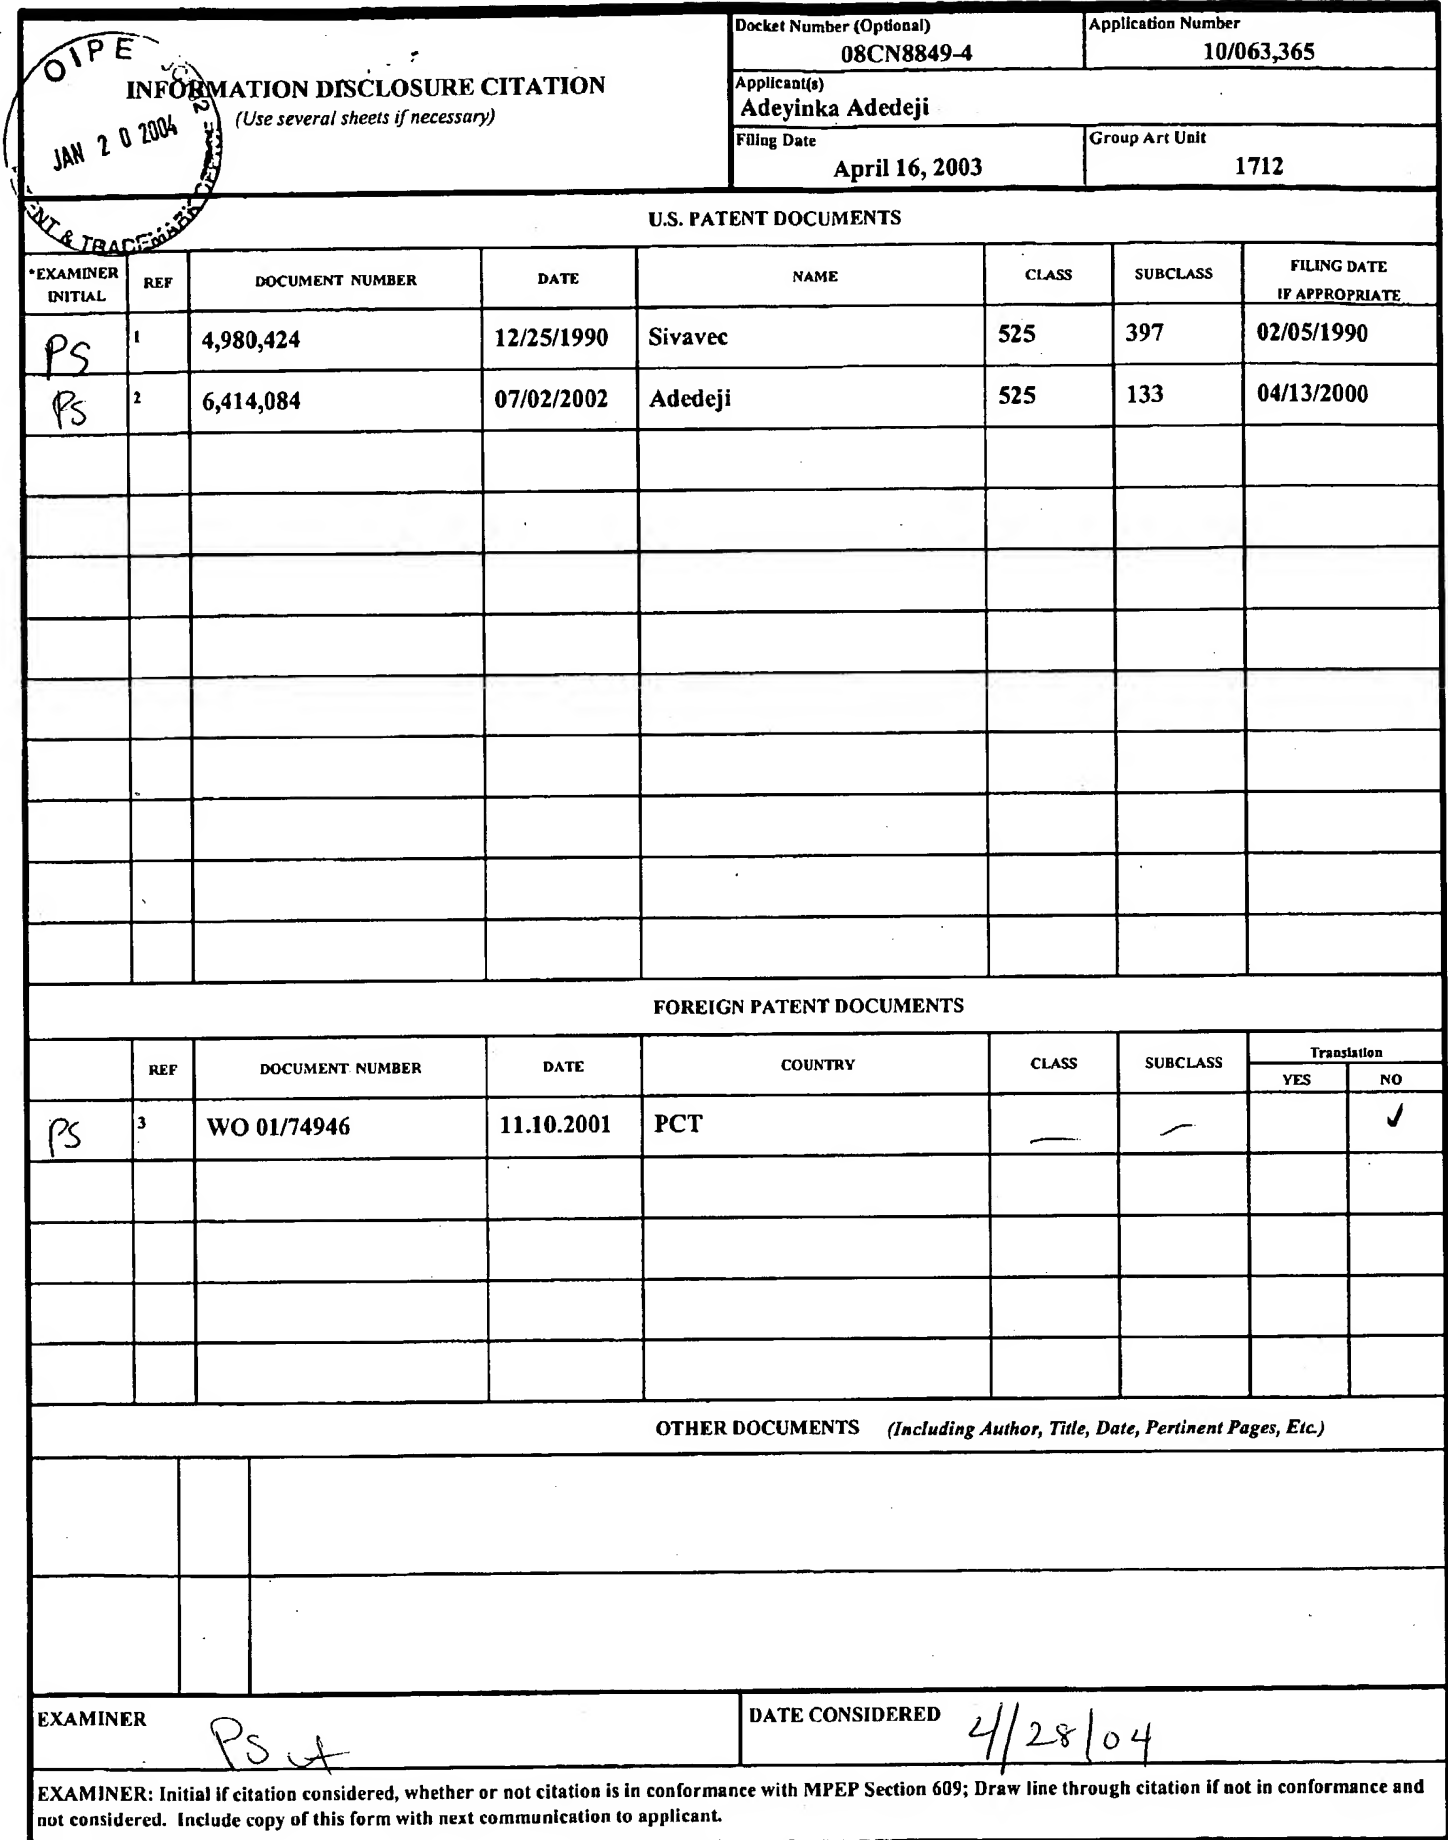 OIPE
JAN 20 2004
INFORMATION DISCLOSURE CITATION
(Use several sheets if necessary)
Docket Number (Optional)
08CN8849-4
Application Number
10/063,365
Applicant(s)
Adeyinka Adedeji
Filing Date
April 16, 2003
Group Art Unit
1712
& TRADEMARK
U.S. PATENT DOCUMENTS
*EXAMINER INITIAL REF DOCUMENT NUMBER DATE NAME CLASS SUBCLASS FILING DATE IF APPROPRIATE
PS 1 4,980,424 12/25/1990 Sivavec 525 397 02/05/1990
PS 2 6,414,084 07/02/2002 Adedeji 525 133 04/13/2000
FOREIGN PATENT DOCUMENTS
REF DOCUMENT NUMBER DATE COUNTRY CLASS SUBCLASS Translation
YES NO
PS 3 WO 01/74946 11.10.2001 PCT — — ✓
OTHER DOCUMENTS (Including Author, Title, Date, Pertinent Pages, Etc.)
EXAMINER
DATE CONSIDERED 4/28/04
EXAMINER: Initial if citation considered, whether or not citation is in conformance with MPEP Section 609; Draw line through citation if not in conformance and
not considered. Include copy of this form with next communication to applicant.